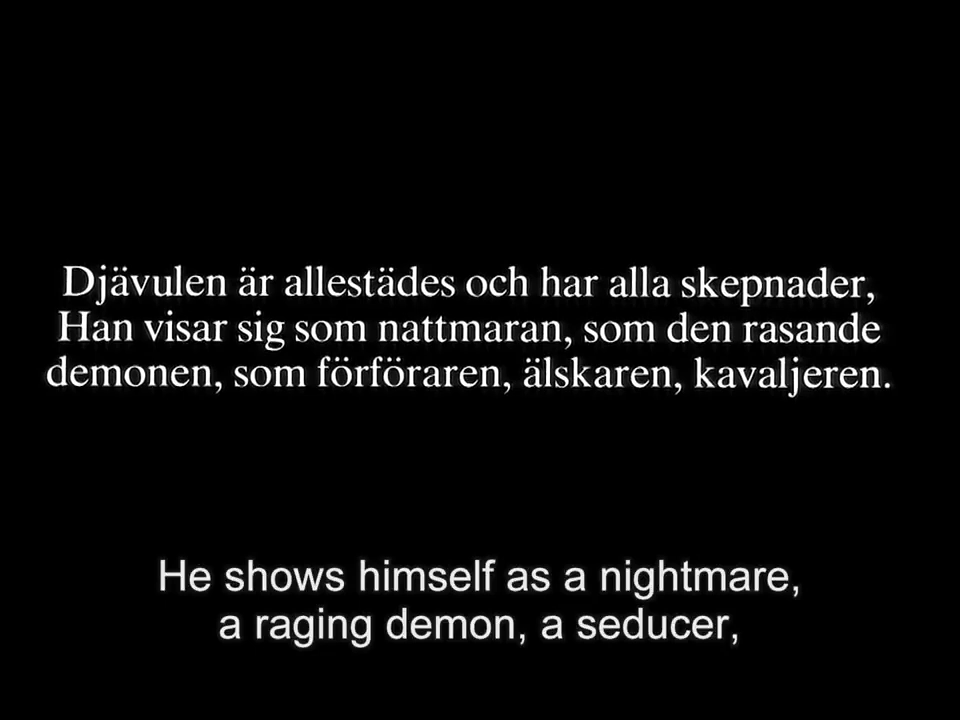 Djävulen är allestädes och har alla skepnader,
Han visar sig som nattmaran, som den rasande
demonen, som förföraren, älskaren, kavaljeren.
He shows himself as a nightmare,
a raging demon, a seducer,